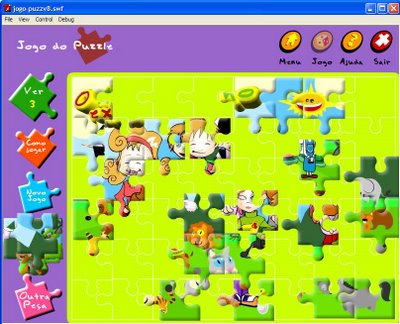 jogo-puzzv8.swf
File View Control Debug
Jogo do Puzzle
Menu Jogo Ajuda Sair
Ver
3
Como
Jogar
Novo
Jogo
Outra
Peça